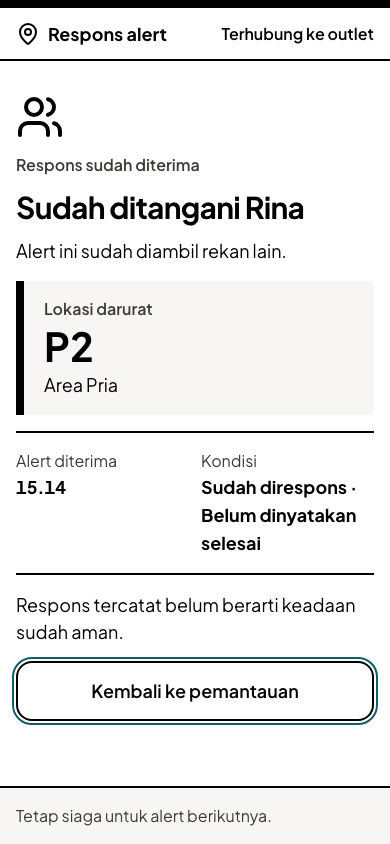 Respons alert
Terhubung ke outlet
Respons sudah diterima
Sudah ditangani Rina
Alert ini sudah diambil rekan lain.
Lokasi darurat
P2
Area Pria
Alert diterima
15.14
Kondisi
Sudah direspons ·
Belum dinyatakan
selesai
Respons tercatat belum berarti keadaan
sudah aman.
Kembali ke pemantauan
Tetap siaga untuk alert berikutnya.